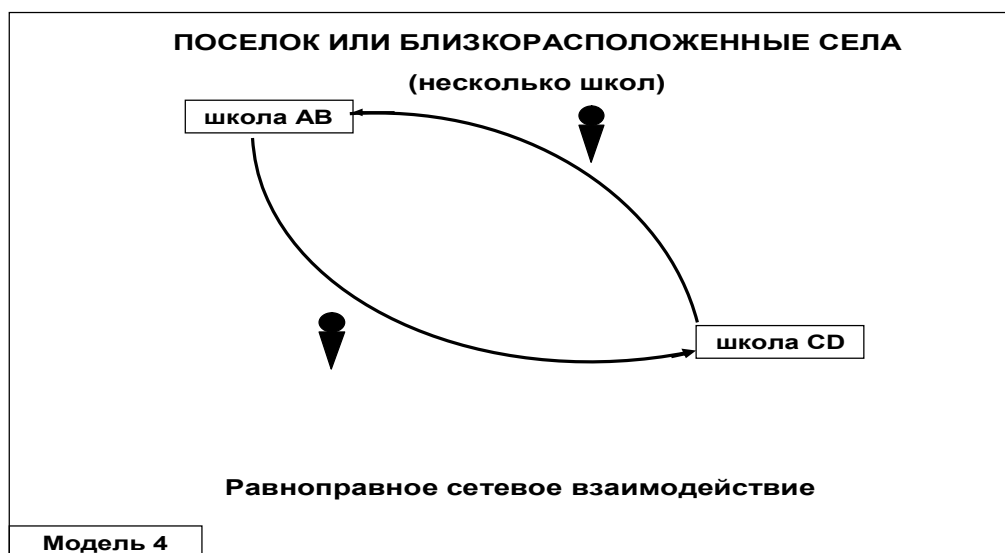 ПОСЕЛОК ИЛИ БЛИЗКОРАСПОЛОЖЕННЫЕ СЕЛА
(несколько школ)
школа АВ
школа CD
Равноправное сетевое взаимодействие
Модель 4